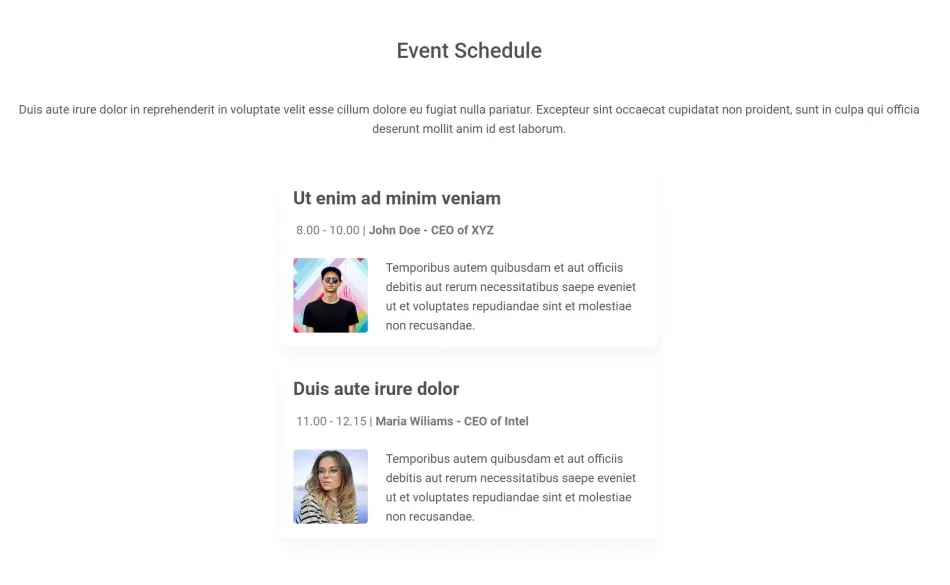 Event Schedule
Duis aute irure dolor in reprehenderit in voluptate velit esse cillum dolore eu fugiat nulla pariatur. Excepteur sint occaecat cupidatat non proident, sunt in culpa qui officia
deserunt mollit anim id est laborum.
Ut enim ad minim veniam
8.00 - 10.00 | John Doe - CEO of XYZ
Temporibus autem quibusdam et aut officiis
debitis aut rerum necessitatibus saepe eveniet
ut et voluptates repudiandae sint et molestiae
non recusandae.
Duis aute irure dolor
11.00 - 12.15 | Maria Wiliams - CEO of Intel
Temporibus autem quibusdam et aut officiis
debitis aut rerum necessitatibus saepe eveniet
ut et voluptates repudiandae sint et molestiae
non recusandae.